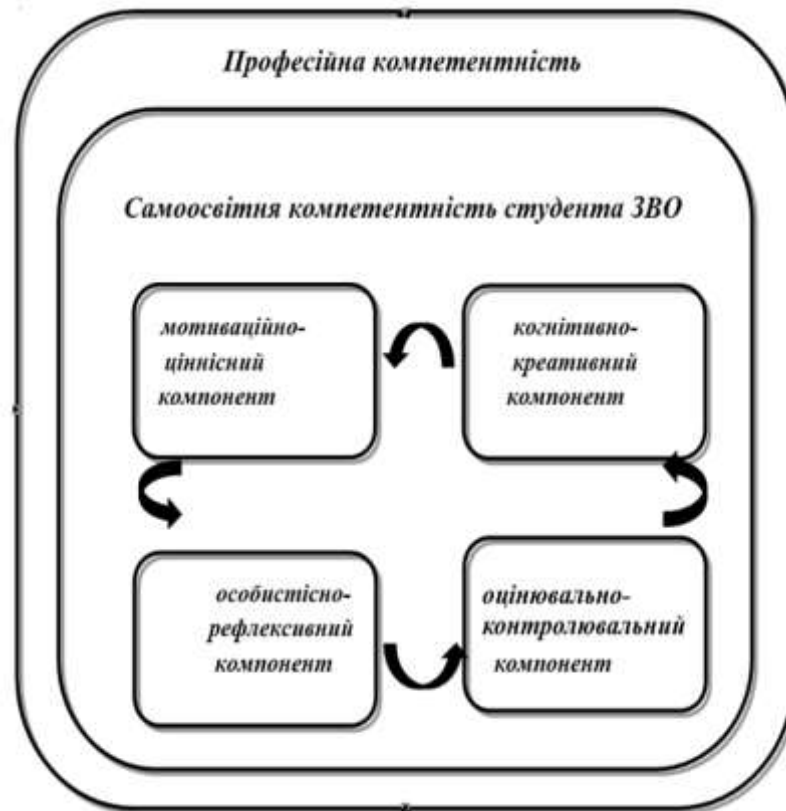 Професійна компетентність
Самоосвітня компетентність студента ЗВО
мотиваційно-
ціннісний
компонент
когнітивно-
креативний
компонент
особистісно-
рефлексивний
компонент
оцінювально-
контролювальний
компонент